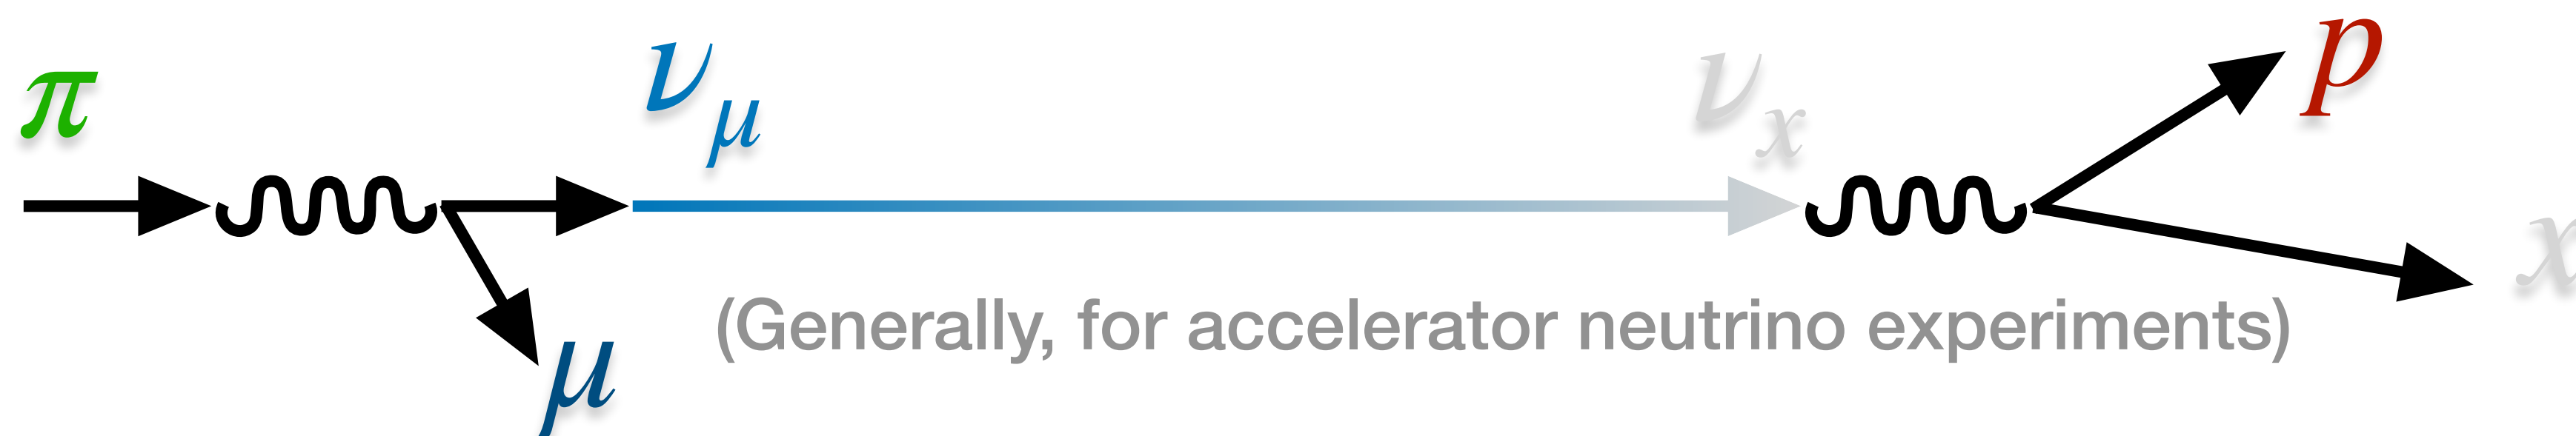 π
ν_μ
ν_x
p
μ
x
(Generally, for accelerator neutrino experiments)